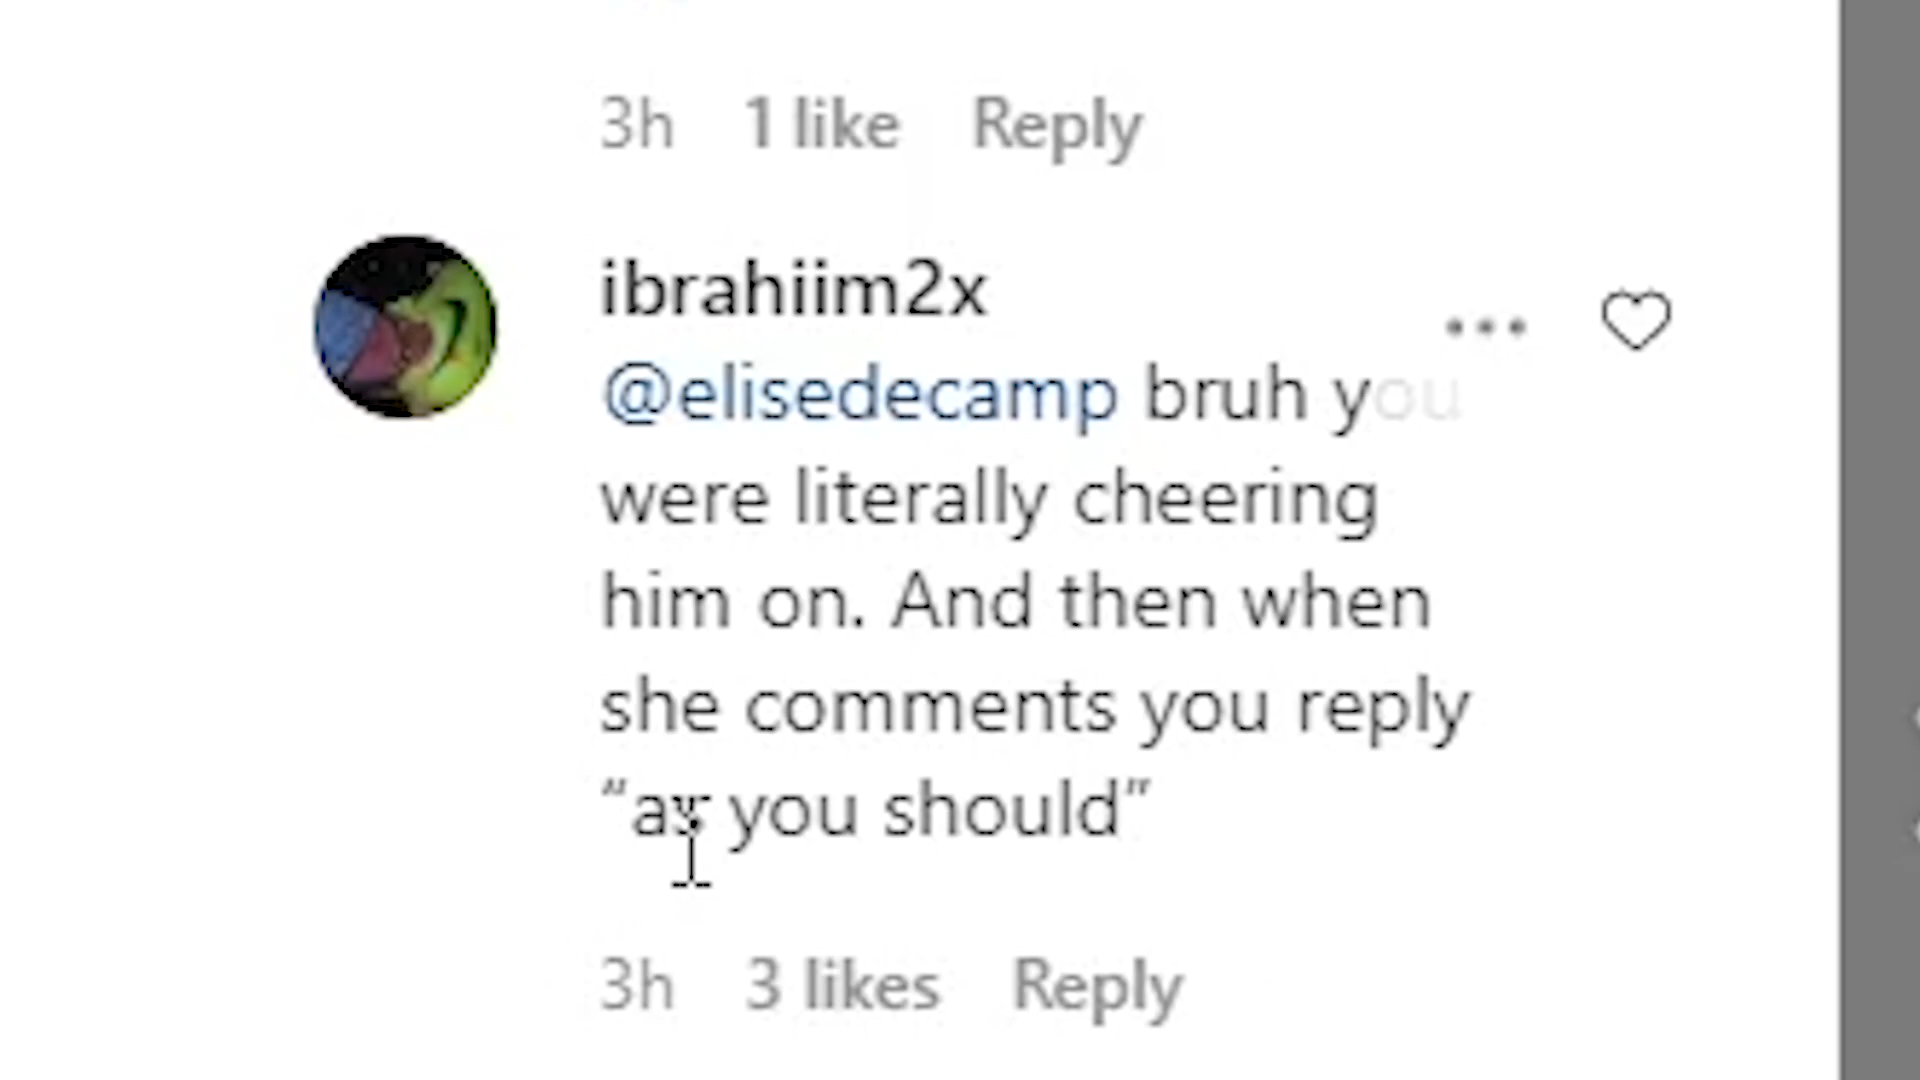 3h 1 like Reply
ibrahiim2x
@elisedecamp bruh you
were literally cheering
him on. And then when
she comments you reply
“as you should”
3h 3 likes Reply